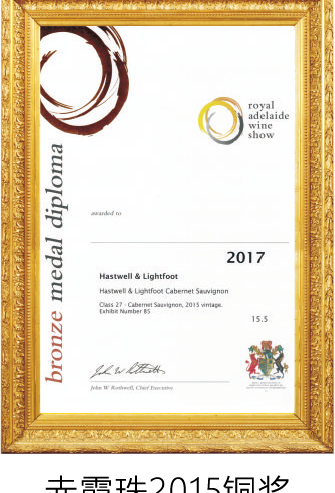 bronze medal diploma
royal
adelaide
wine
show
awarded to
2017
Hastwell & Lightfoot
Hastwell & Lightfoot Cabernet Sauvignon
Class 27 - Cabernet Sauvignon, 2015 vintage.
Exhibit Number 85
15.5
John W. Rothwell, Chief Executive
赤霞珠2015铜奖